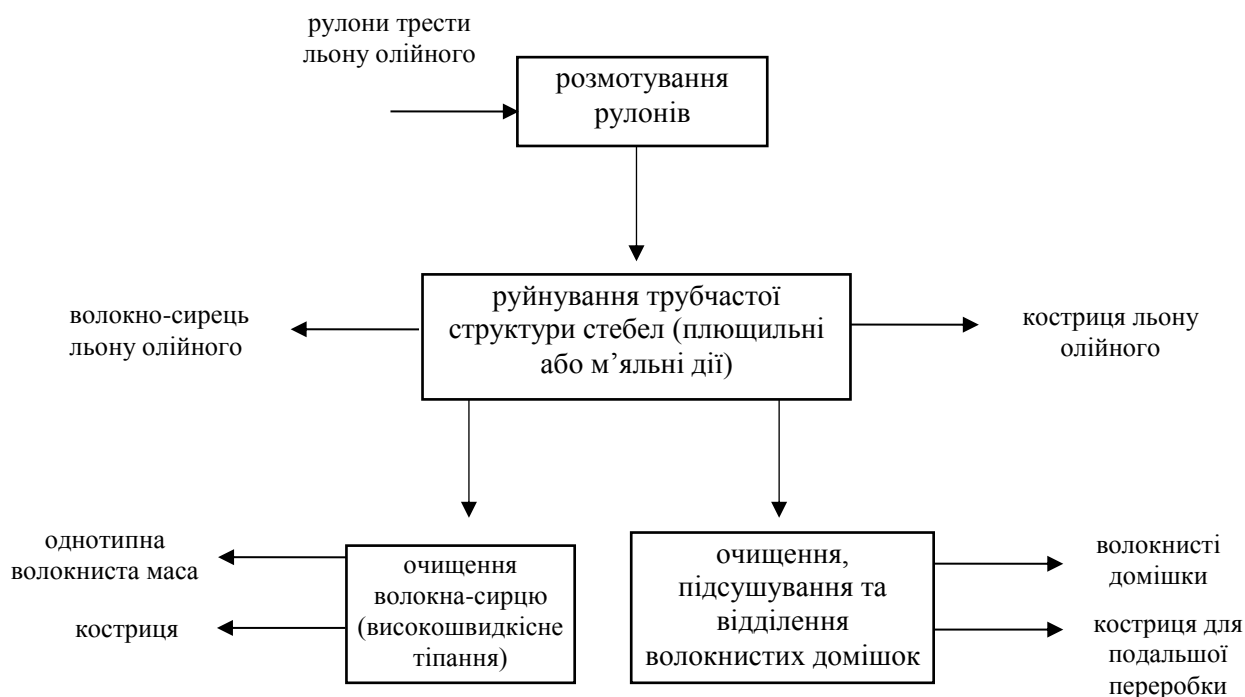 рулони трести
льону олійного
розмотування
рулонів
волокно-сирець
льону олійного
руйнування трубчастої
структури стебел (плющильні
або м’яльні дії)
костриця льону
олійного
однотипна
волокниста маса
костриця
очищення
волокна-сирцю
(високошвидкісне
тіпання)
очищення,
підсушування та
відділення
волокнистих домішок
волокнисті
домішки
костриця для
подальшої
переробки